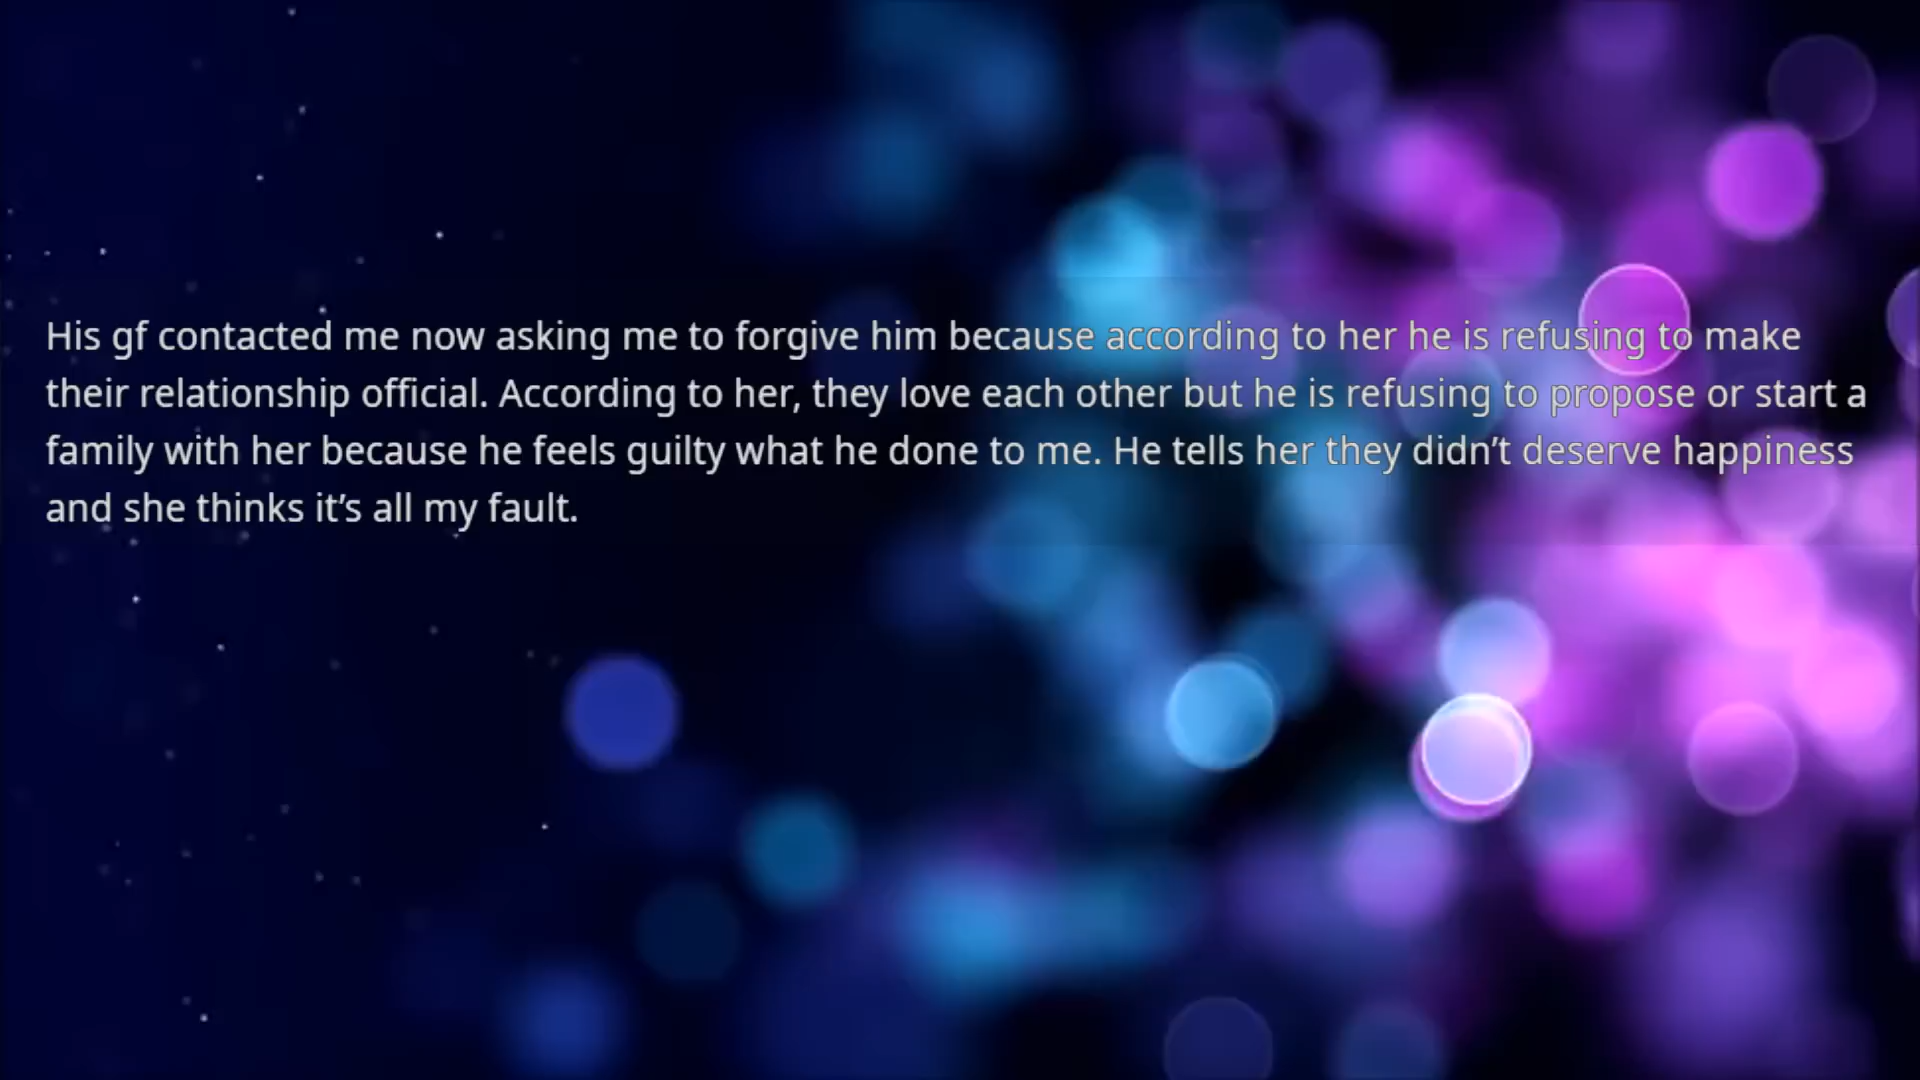 His gf contacted me now asking me to forgive him because according to her he is refusing to make
their relationship official. According to her, they love each other but he is refusing to propose or start a
family with her because he feels guilty what he done to me. He tells her they didn’t deserve happiness
and she thinks it’s all my fault.